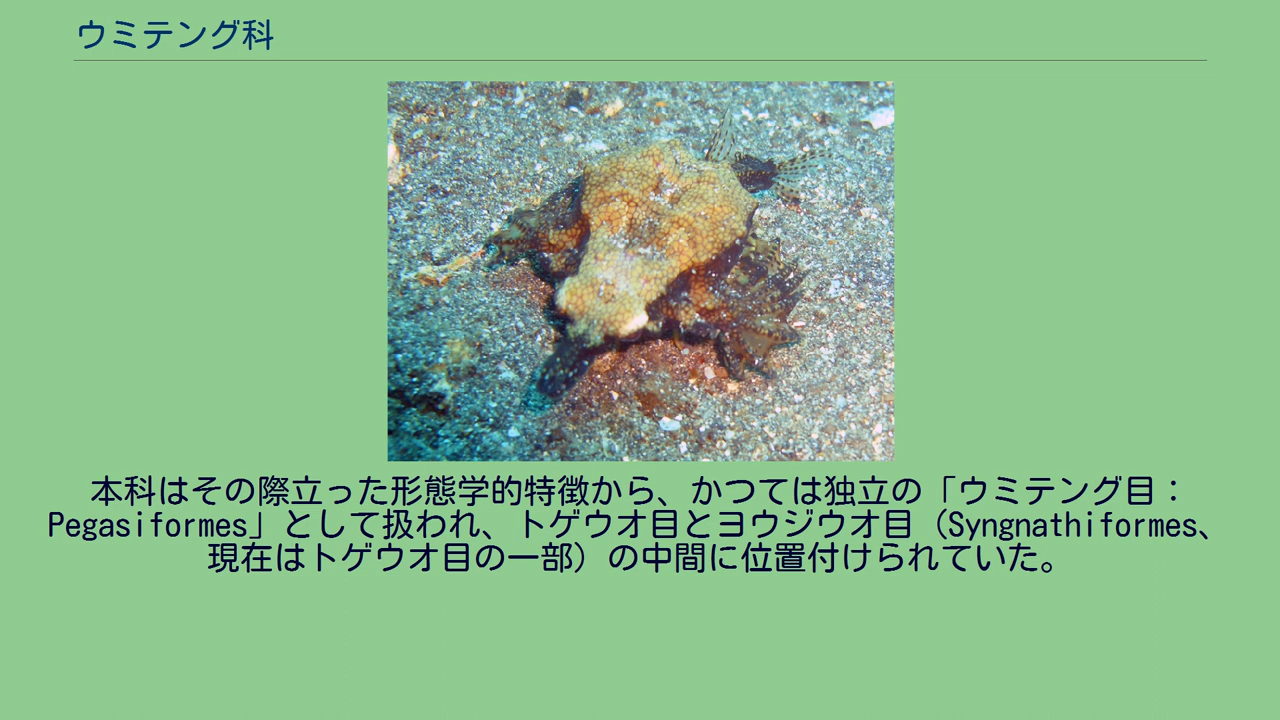 ウミテング科
本科はその際立った形態学的特徴から、かつては独立の「ウミテング目：
Pegasiformes」として扱われ、トゲウオ目とヨウジウオ目（Syngnathiformes、
現在はトゲウオ目の一部）の中間に位置付けられていた。